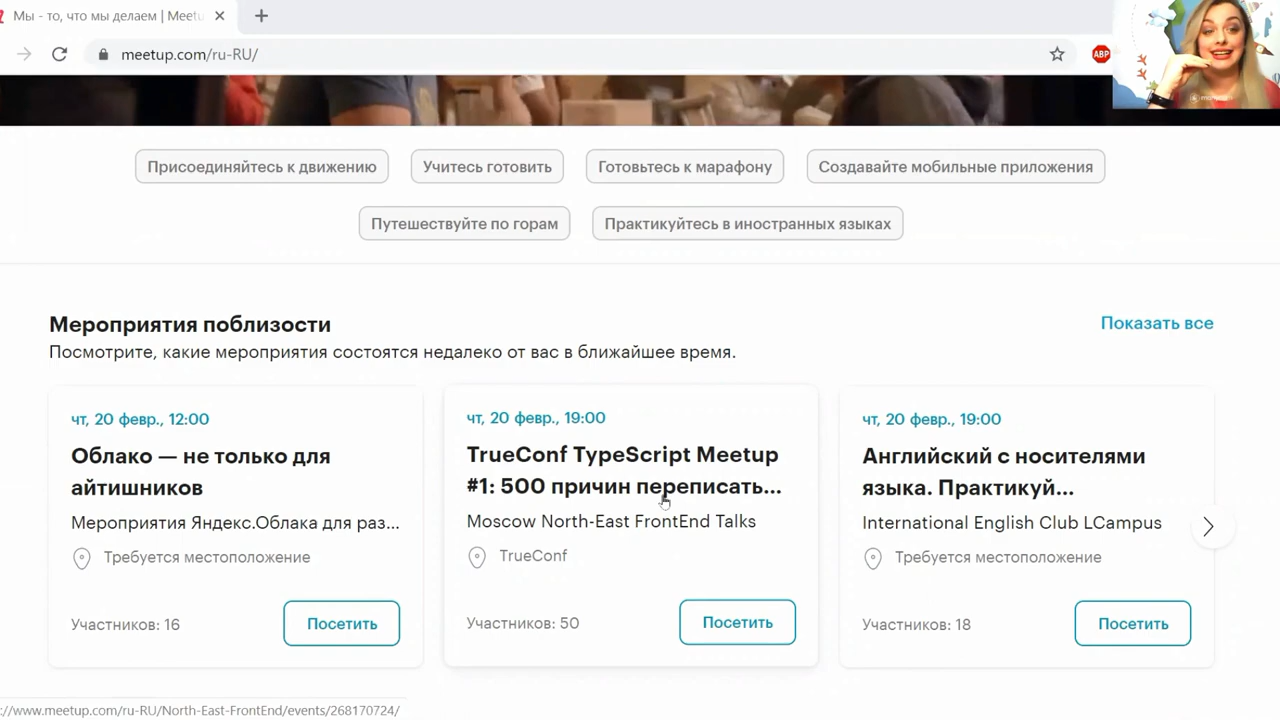 Мы - то, что мы делаем | Meetu
meetup.com/ru-RU/
ABP
Присоединяйтесь к движению
Учитесь готовить
Готовьтесь к марафону
Создавайте мобильные приложения
Путешествуйте по горам
Практикуйтесь в иностранных языках
Мероприятия поблизости
Показать все
Посмотрите, какие мероприятия состоятся недалеко от вас в ближайшее время.
чт, 20 февр., 12:00
Облако — не только для
айтишников
Мероприятия Яндекс.Облака для раз...
Требуется местоположение
Участников: 16
Посетить
чт, 20 февр., 19:00
TrueConf TypeScript Meetup
#1: 500 причин переписать...
Moscow North-East FrontEnd Talks
TrueConf
Участников: 50
Посетить
чт, 20 февр., 19:00
Английский с носителями
языка. Практикуй...
International English Club LCampus
Требуется местоположение
Участников: 18
Посетить
://www.meetup.com/ru-RU/North-East-FrontEnd/events/268170724/